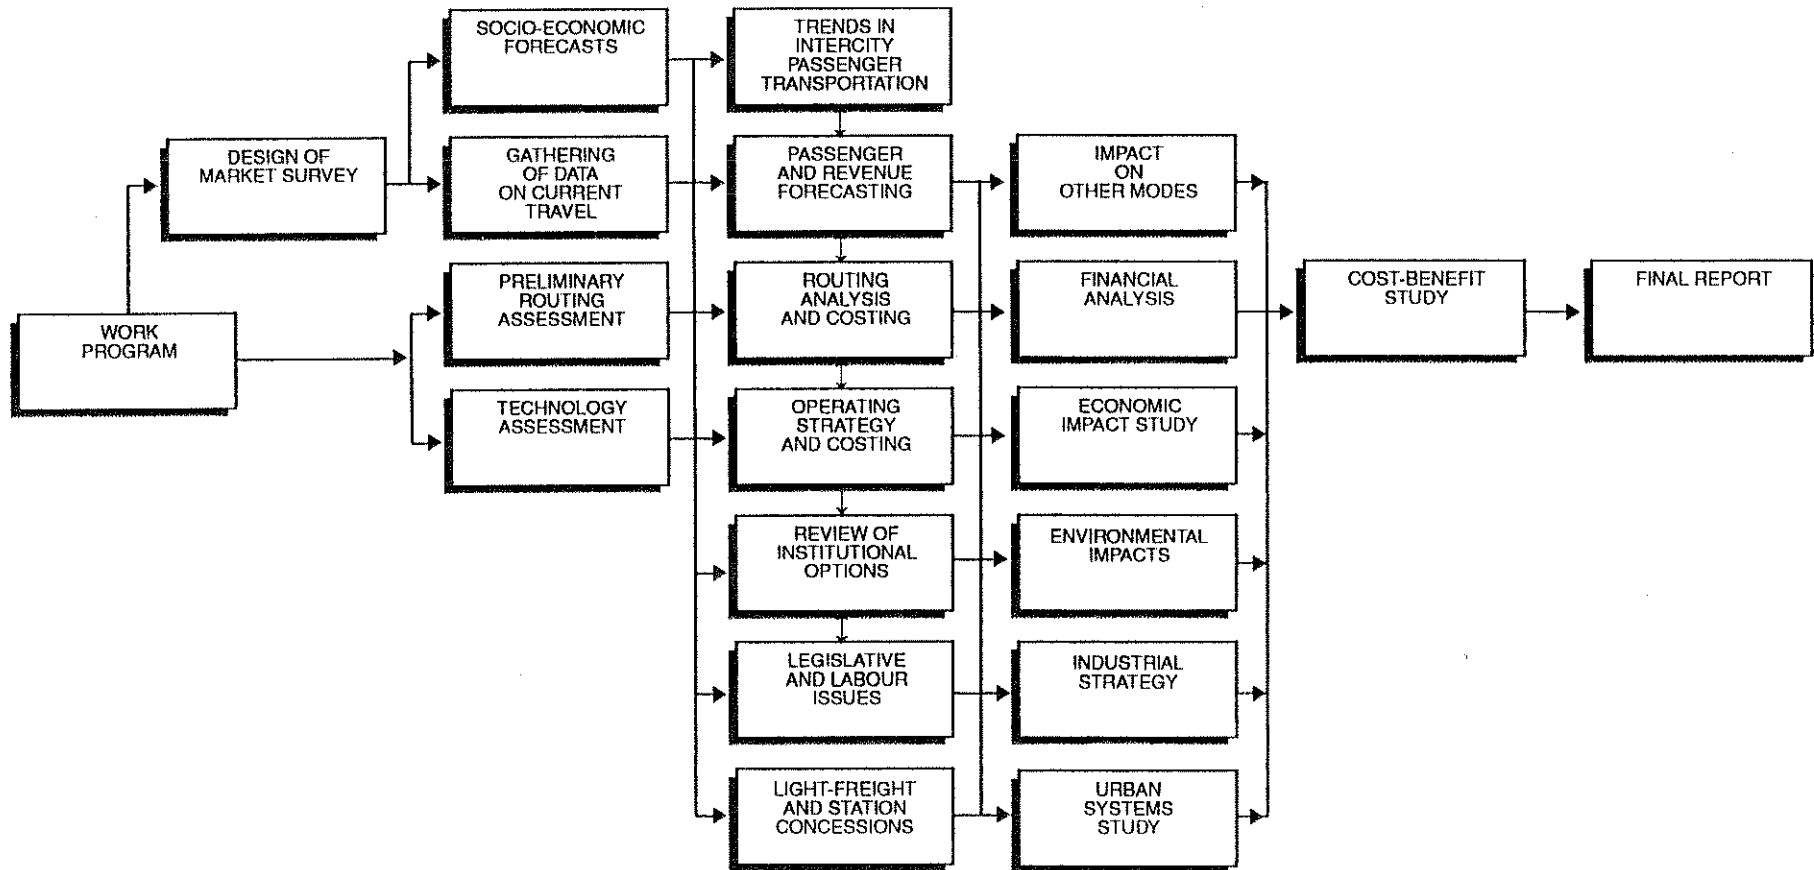 WORK
PROGRAM
DESIGN OF
MARKET SURVEY
SOCIO-ECONOMIC
FORECASTS
GATHERING
OF DATA
ON CURRENT
TRAVEL
PRELIMINARY
ROUTING
ASSESSMENT
TECHNOLOGY
ASSESSMENT
TRENDS IN
INTERCITY
PASSENGER
TRANSPORTATION
PASSENGER
AND REVENUE
FORECASTING
ROUTING
ANALYSIS
AND COSTING
OPERATING
STRATEGY
AND COSTING
REVIEW OF
INSTITUTIONAL
OPTIONS
LEGISLATIVE
AND LABOUR
ISSUES
LIGHT-FREIGHT
AND STATION
CONCESSIONS
IMPACT
ON
OTHER MODES
FINANCIAL
ANALYSIS
ECONOMIC
IMPACT STUDY
ENVIRONMENTAL
IMPACTS
INDUSTRIAL
STRATEGY
URBAN
SYSTEMS
STUDY
COST-BENEFIT
STUDY
FINAL REPORT